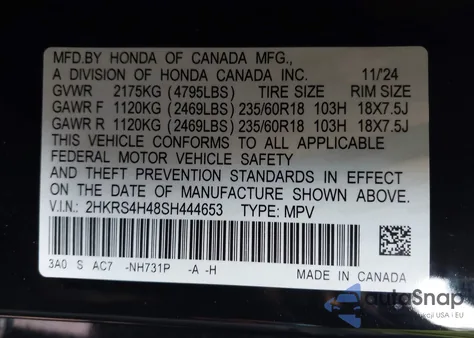 MFD.BY HONDA OF CANADA MFG.,
A DIVISION OF HONDA CANADA INC. 11/'24
GVWR 2175KG (4795LBS) TIRE SIZE RIM SIZE
GAWR F 1120KG (2469LBS) 235/60R18 103H 18X7.5J
GAWR R 1120KG (2469LBS) 235/60R18 103H 18X7.5J
THIS VEHICLE CONFORMS TO ALL APPLICABLE
FEDERAL MOTOR VEHICLE SAFETY
AND THEFT PREVENTION STANDARDS IN EFFECT
ON THE DATE OF MANUFACTURE SHOWN ABOVE.
V.I.N.: 2HKRS4H48SH444653 TYPE: MPV
3A0 S AC7 -NH731P -A -H
MADE IN CANADA
autoSnap
USA i EU